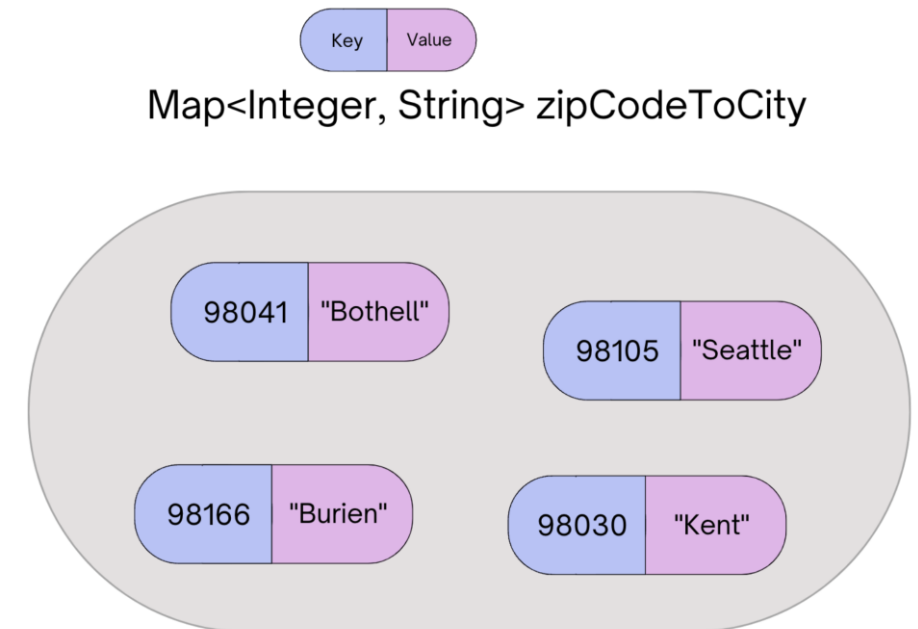 Key Value
Map<Integer, String> zipCodeToCity
98041 "Bothell"
98105 "Seattle"
98166 "Burien"
98030 "Kent"